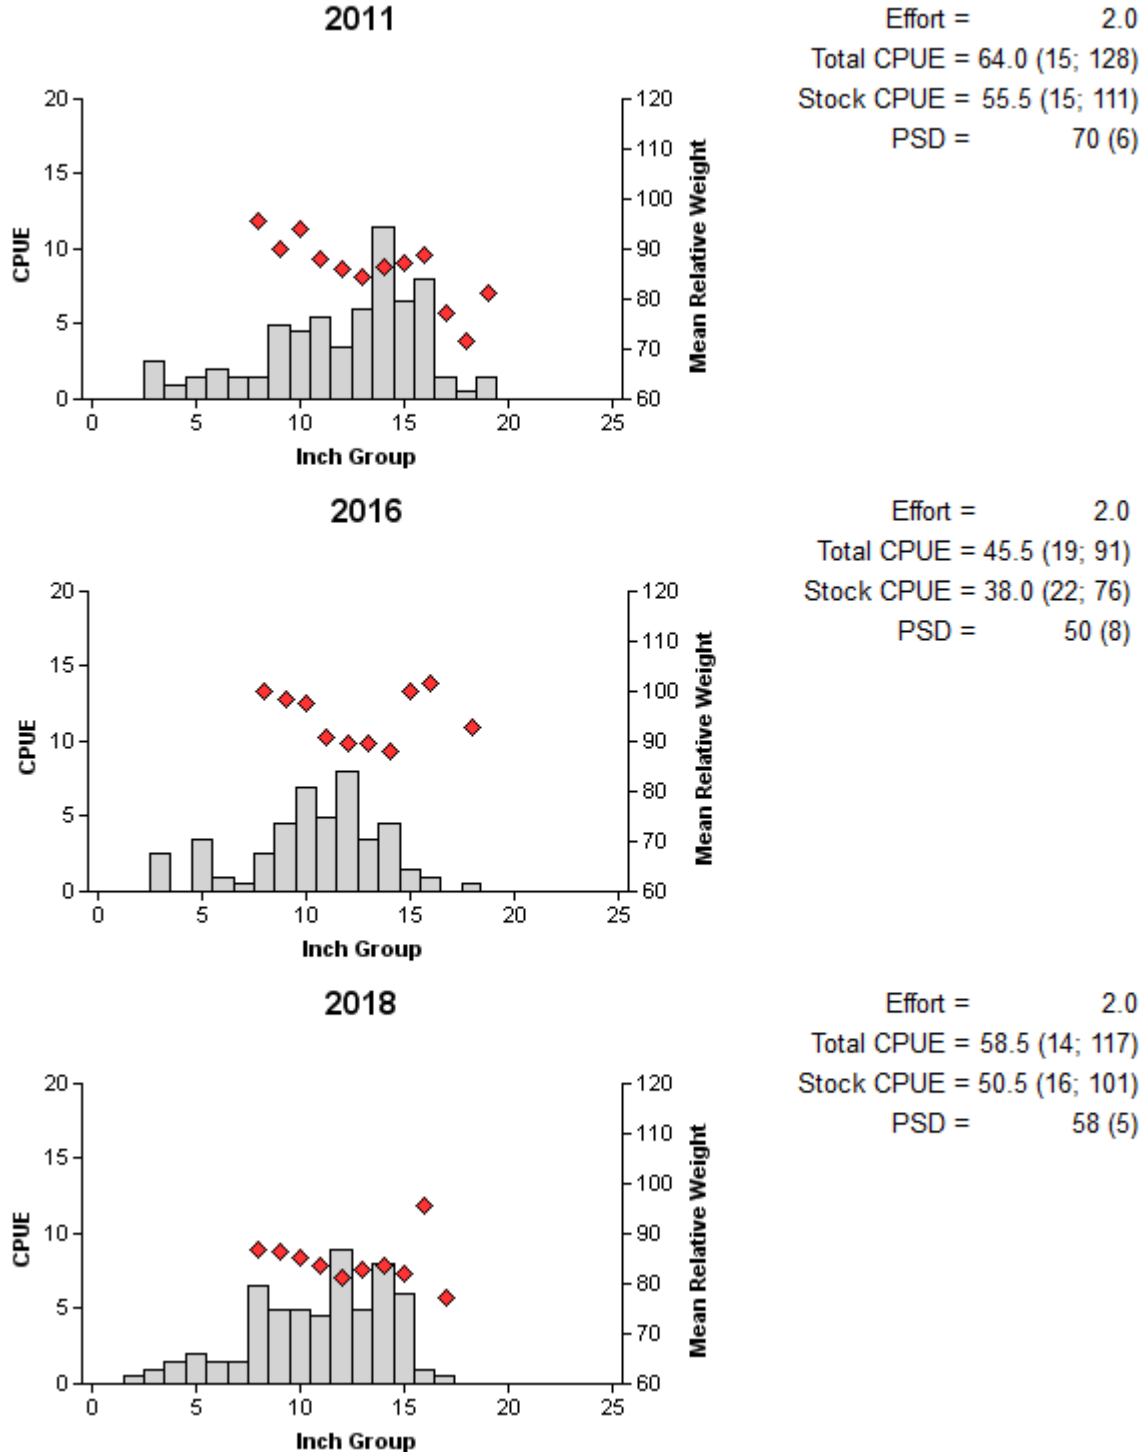 2011
Effort = 2.0
Total CPUE = 64.0 (15; 128)
Stock CPUE = 55.5 (15; 111)
PSD = 70 (6)
20 120
110
15
100
10 90
80
5
70
0 60
CPUE
Mean Relative Weight
0 5 10 15 20 25
Inch Group
2016
Effort = 2.0
Total CPUE = 45.5 (19; 91)
Stock CPUE = 38.0 (22; 76)
PSD = 50 (8)
20 120
110
15
100
10 90
80
5
70
0 60
CPUE
Mean Relative Weight
0 5 10 15 20 25
Inch Group
2018
Effort = 2.0
Total CPUE = 58.5 (14; 117)
Stock CPUE = 50.5 (16; 101)
PSD = 58 (5)
20 120
110
15
100
10 90
80
5
70
0 60
CPUE
Mean Relative Weight
0 5 10 15 20 25
Inch Group